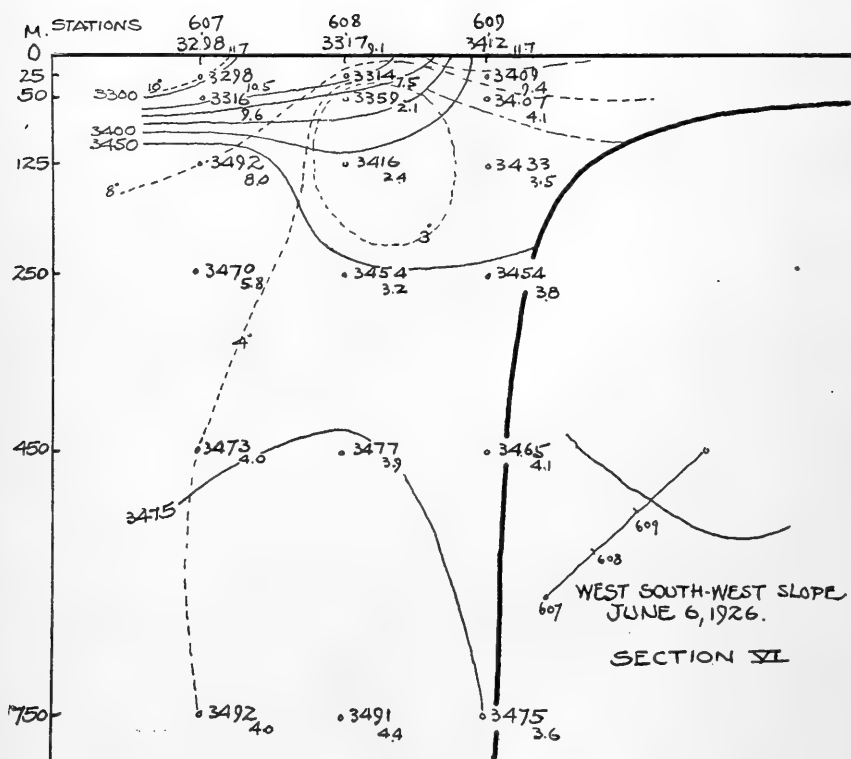 M. STATIONS 607 608 609
0 3298 11.7 3317 9.1 3412 11.7
10° 3298 3314 3409
25 10.5 7.5 9.4
3300 3316 3359 3407
50 9.6 2.1 4.1
3400
3450
125 3492 3416 3433
8° 8.0 2.4 3.5
3°
250 3470 3454 3454
5.8 3.2 3.8
4°
450 3473 3477 3465
4.0 3.9 4.1
3475
609
608
607
WEST SOUTH-WEST SLOPE
JUNE 6, 1926.
SECTION VI
750 3492 3491 3475
4.0 4.4 3.6